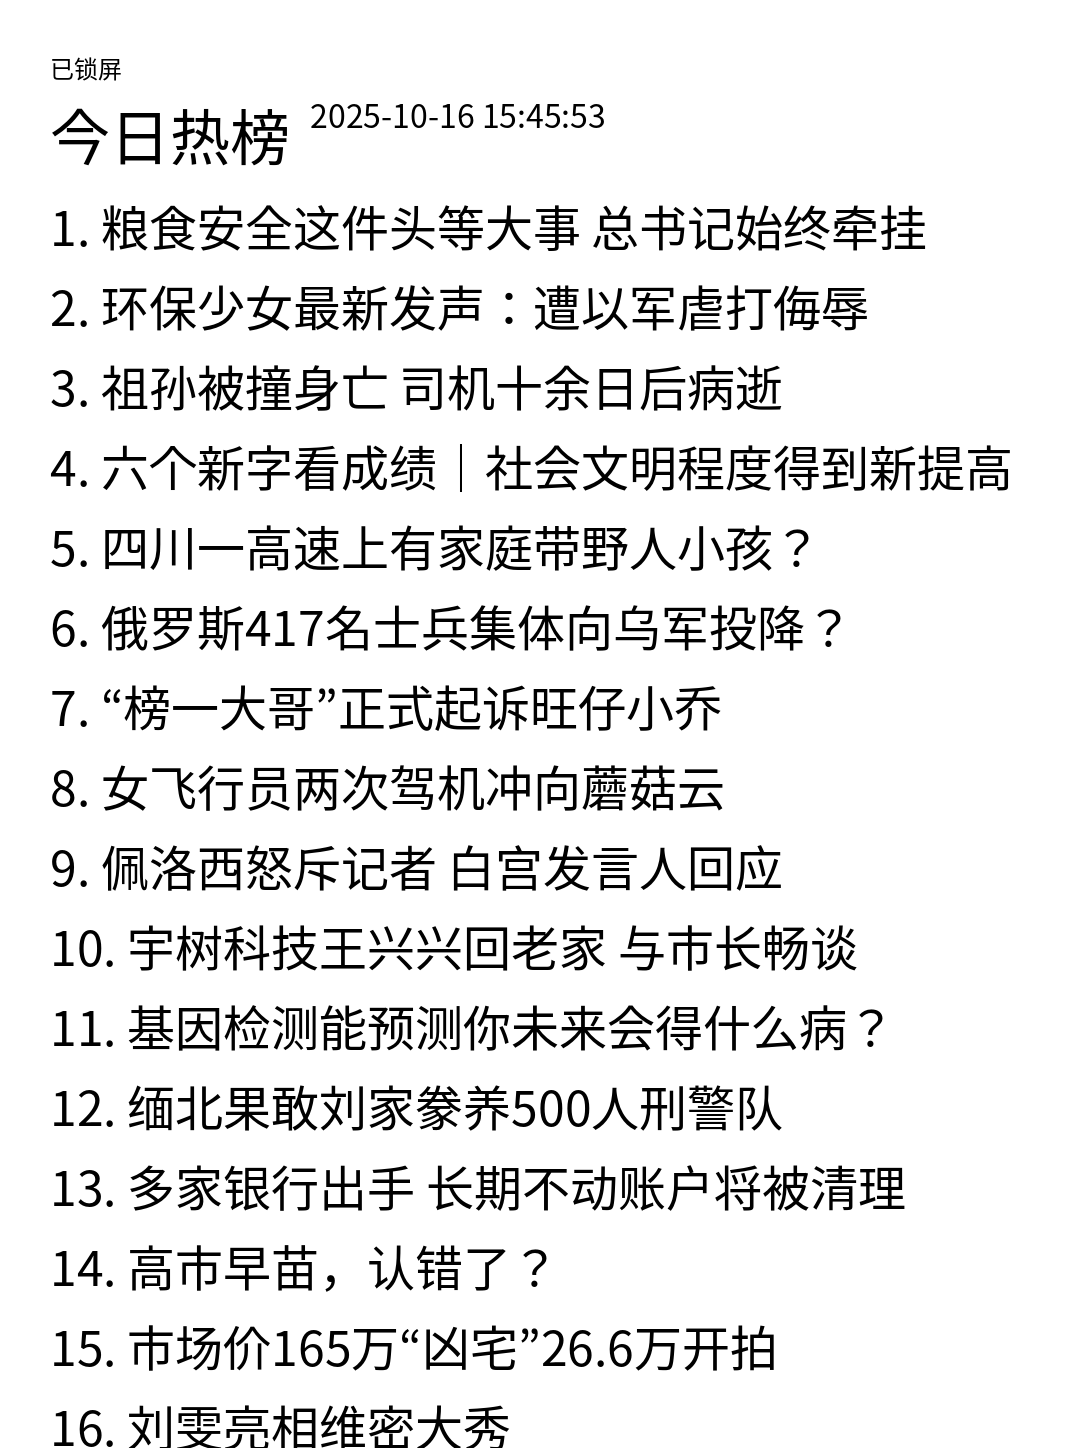 已锁屏
今日热榜 2025-10-16 15:45:53
1. 粮食安全这件头等大事 总书记始终牵挂
2. 环保少女最新发声：遭以军虐打侮辱
3. 祖孙被撞身亡 司机十余日后病逝
4. 六个新字看成绩｜社会文明程度得到新提高
5. 四川一高速上有家庭带野人小孩？
6. 俄罗斯417名士兵集体向乌军投降？
7. “榜一大哥”正式起诉旺仔小乔
8. 女飞行员两次驾机冲向蘑菇云
9. 佩洛西怒斥记者 白宫发言人回应
10. 宇树科技王兴兴回老家 与市长畅谈
11. 基因检测能预测你未来会得什么病？
12. 缅北果敢刘家豢养500人刑警队
13. 多家银行出手 长期不动账户将被清理
14. 高市早苗，认错了？
15. 市场价165万“凶宅”26.6万开拍
16. 刘雯亮相维密大秀